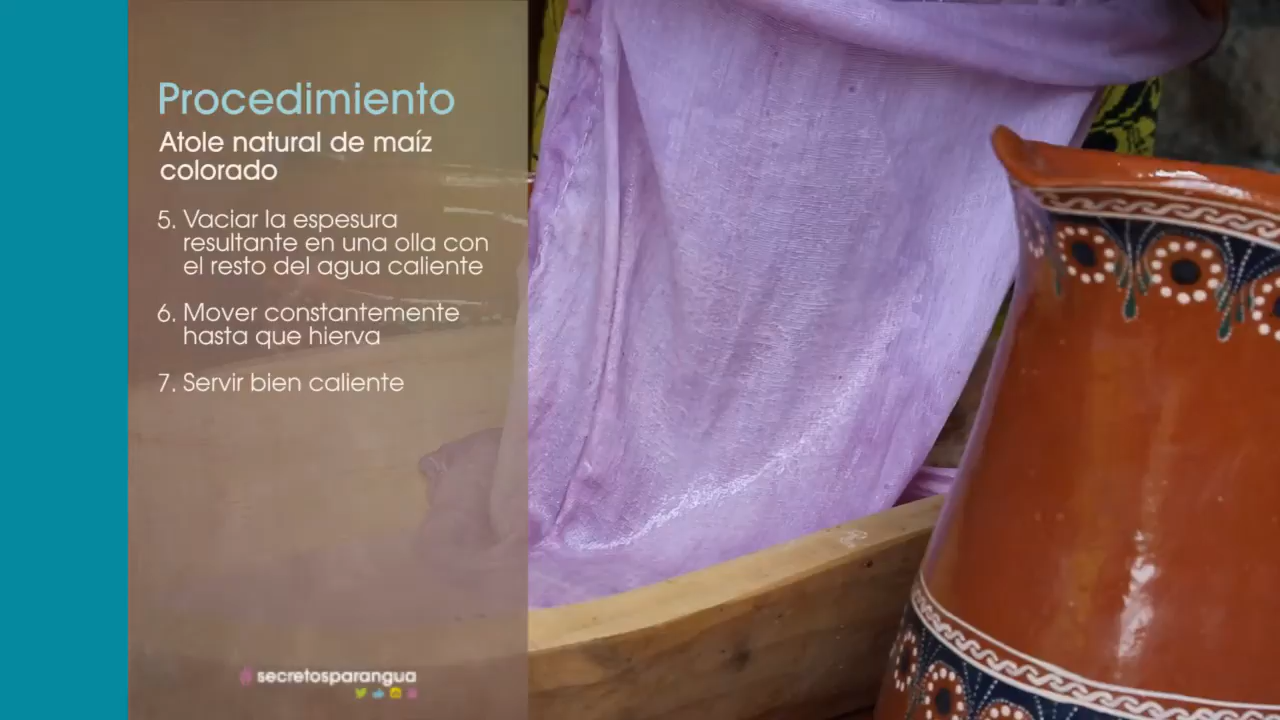 Procedimiento
Atole natural de maíz
colorado
5. Vaciar la espesura
resultante en una olla con
el resto del agua caliente
6. Mover constantemente
hasta que hierva
7. Servir bien caliente
secretosparangua